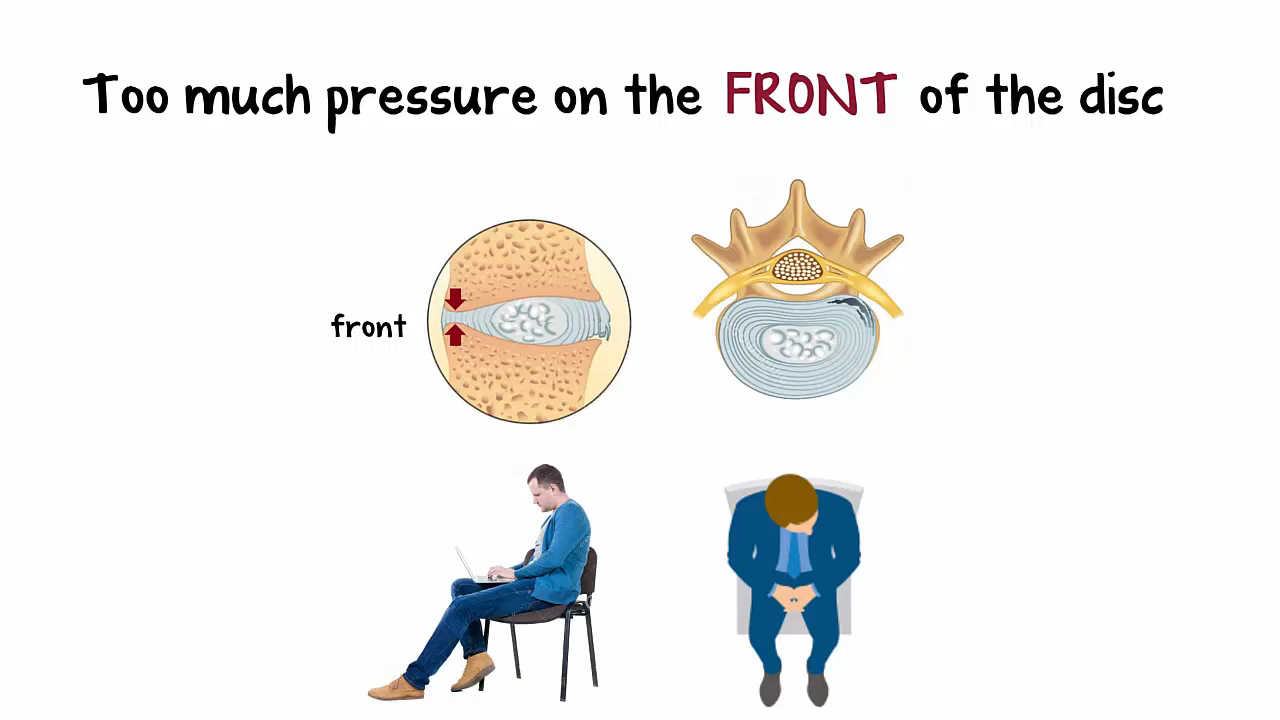 Too much pressure on the FRONT of the disc
front